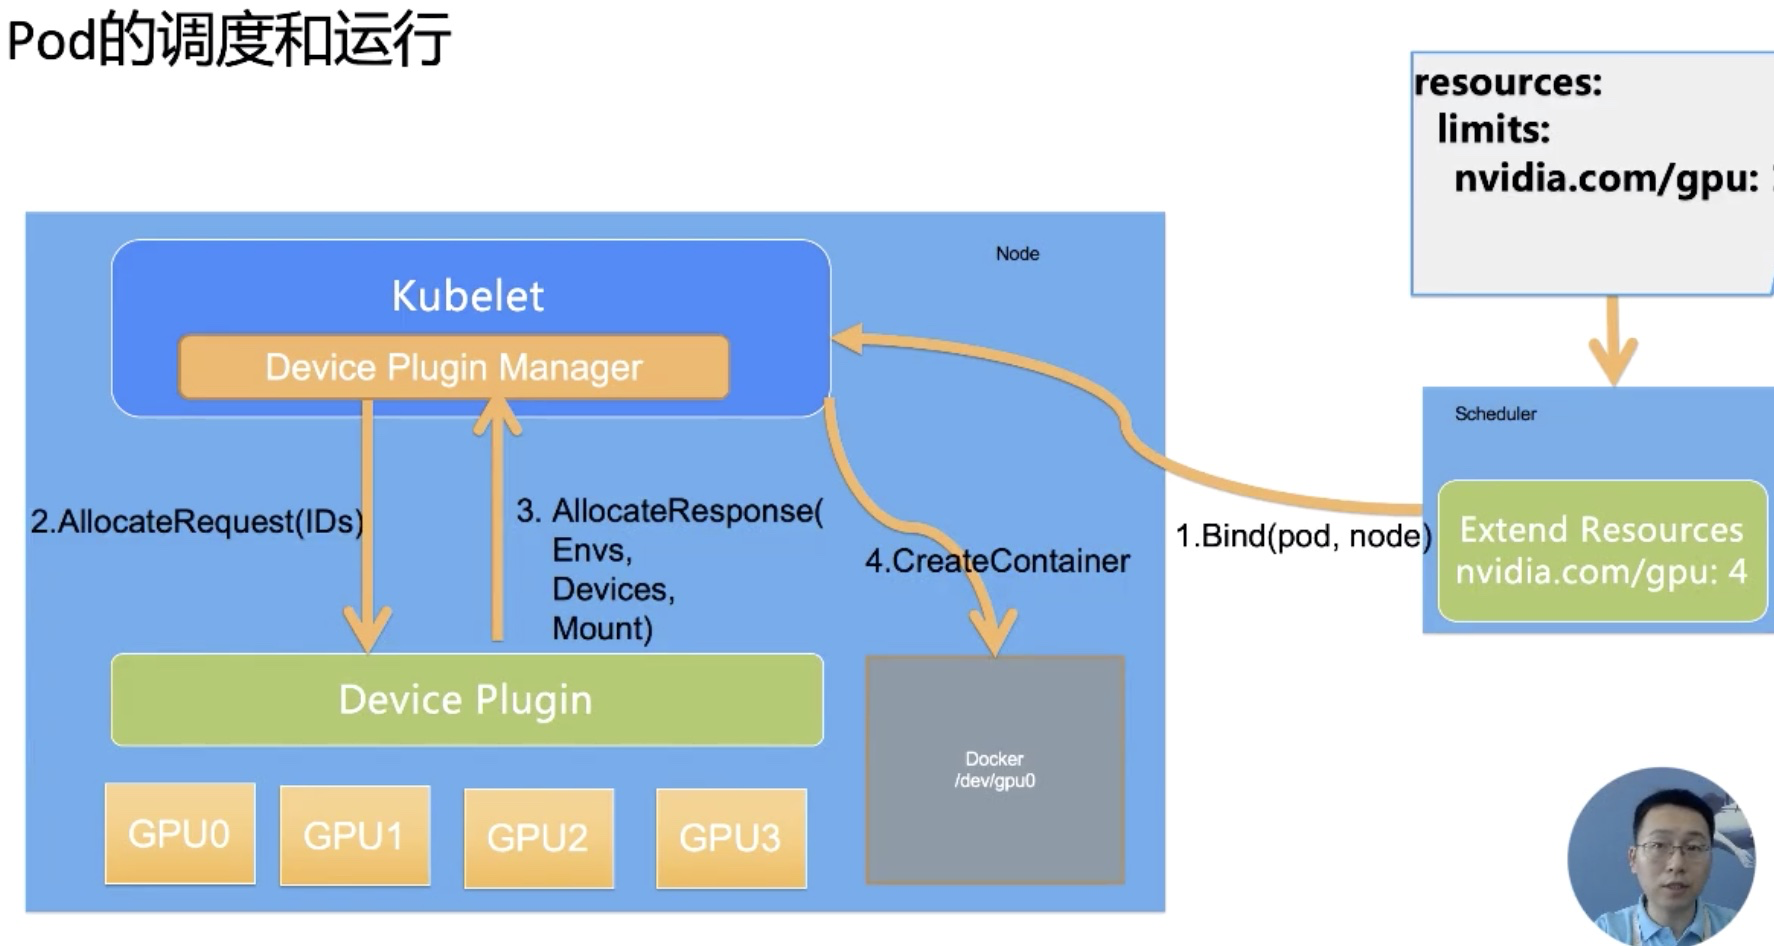 Pod的调度和运行
resources:
limits:
nvidia.com/gpu:
Node
Kubelet
Device Plugin Manager
Scheduler
2.AllocateRequest(IDs)
3. AllocateResponse(
Envs,
Devices,
Mount)
4.CreateContainer
1.Bind(pod, node)
Extend Resources
nvidia.com/gpu: 4
Device Plugin
Docker
/dev/gpu0
GPU0
GPU1
GPU2
GPU3